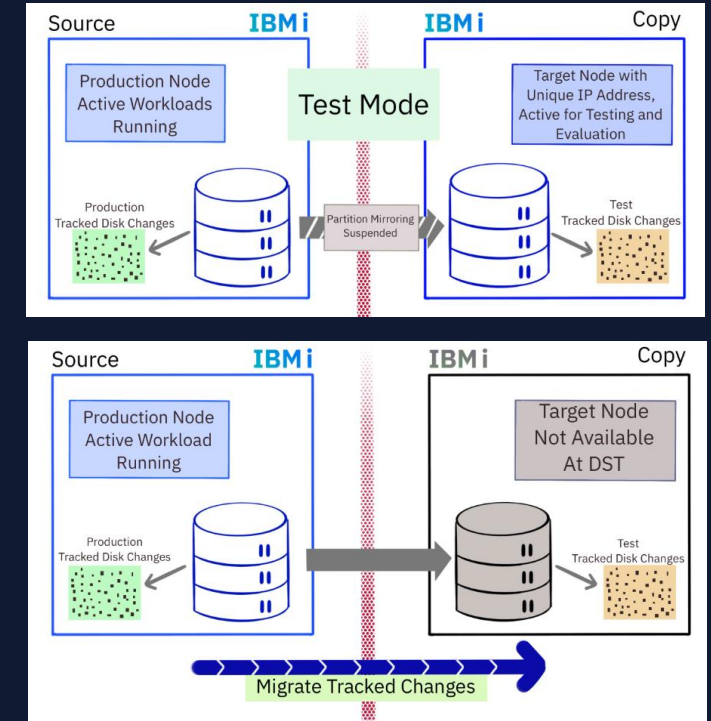 Source
IBM i
IBM i
Copy
Production Node
Active Workloads
Running
Test Mode
Target Node with
Unique IP Address,
Active for Testing and
Evaluation
Production
Tracked Disk Changes
Partition Mirroring
Suspended
Test
Tracked Disk Changes
Source
IBM i
IBM i
Copy
Production Node
Active Workload
Running
Target Node
Not Available
At DST
Production
Tracked Disk Changes
Test
Tracked Disk Changes
Migrate Tracked Changes